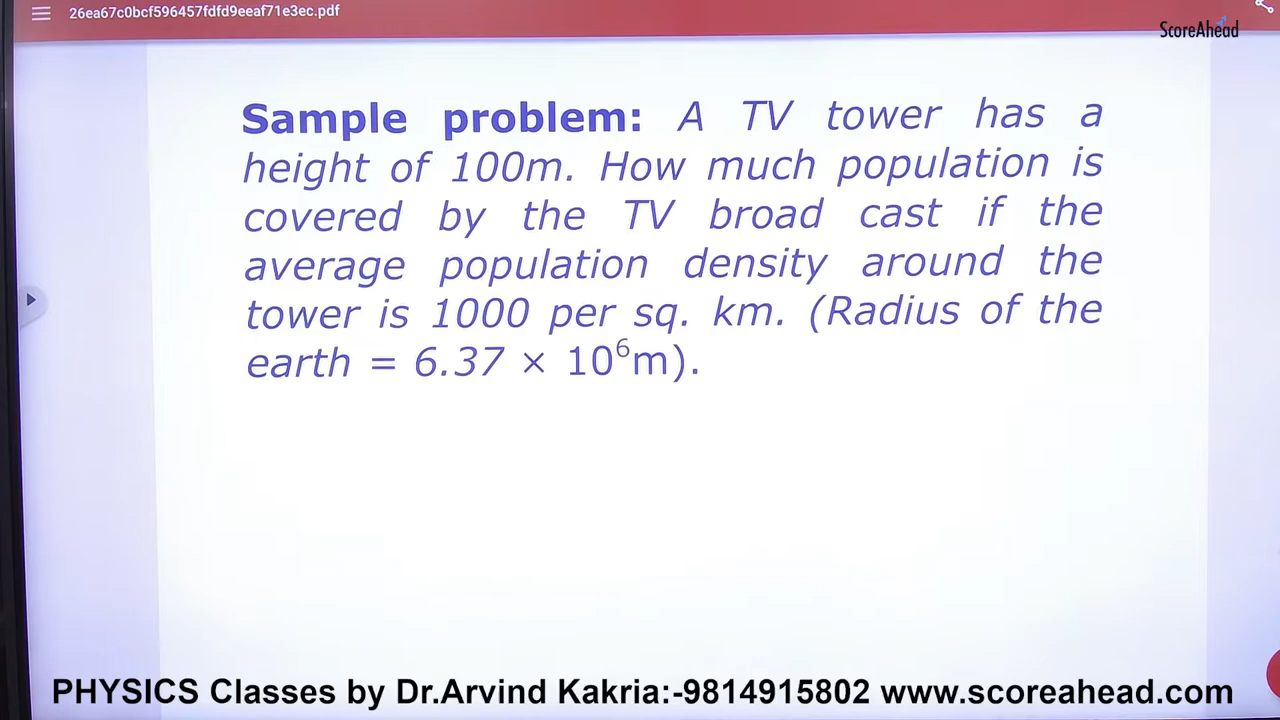 26ea67c0bcf596457fdfd9eeaf71e3ec.pdf
ScoreAhead
Sample problem: A TV tower has a
height of 100m. How much population is
covered by the TV broad cast if the
average population density around the
tower is 1000 per sq. km. (Radius of the
earth = 6.37 × 10⁶m).
PHYSICS Classes by Dr.Arvind Kakria:-9814915802 www.scoreahead.com